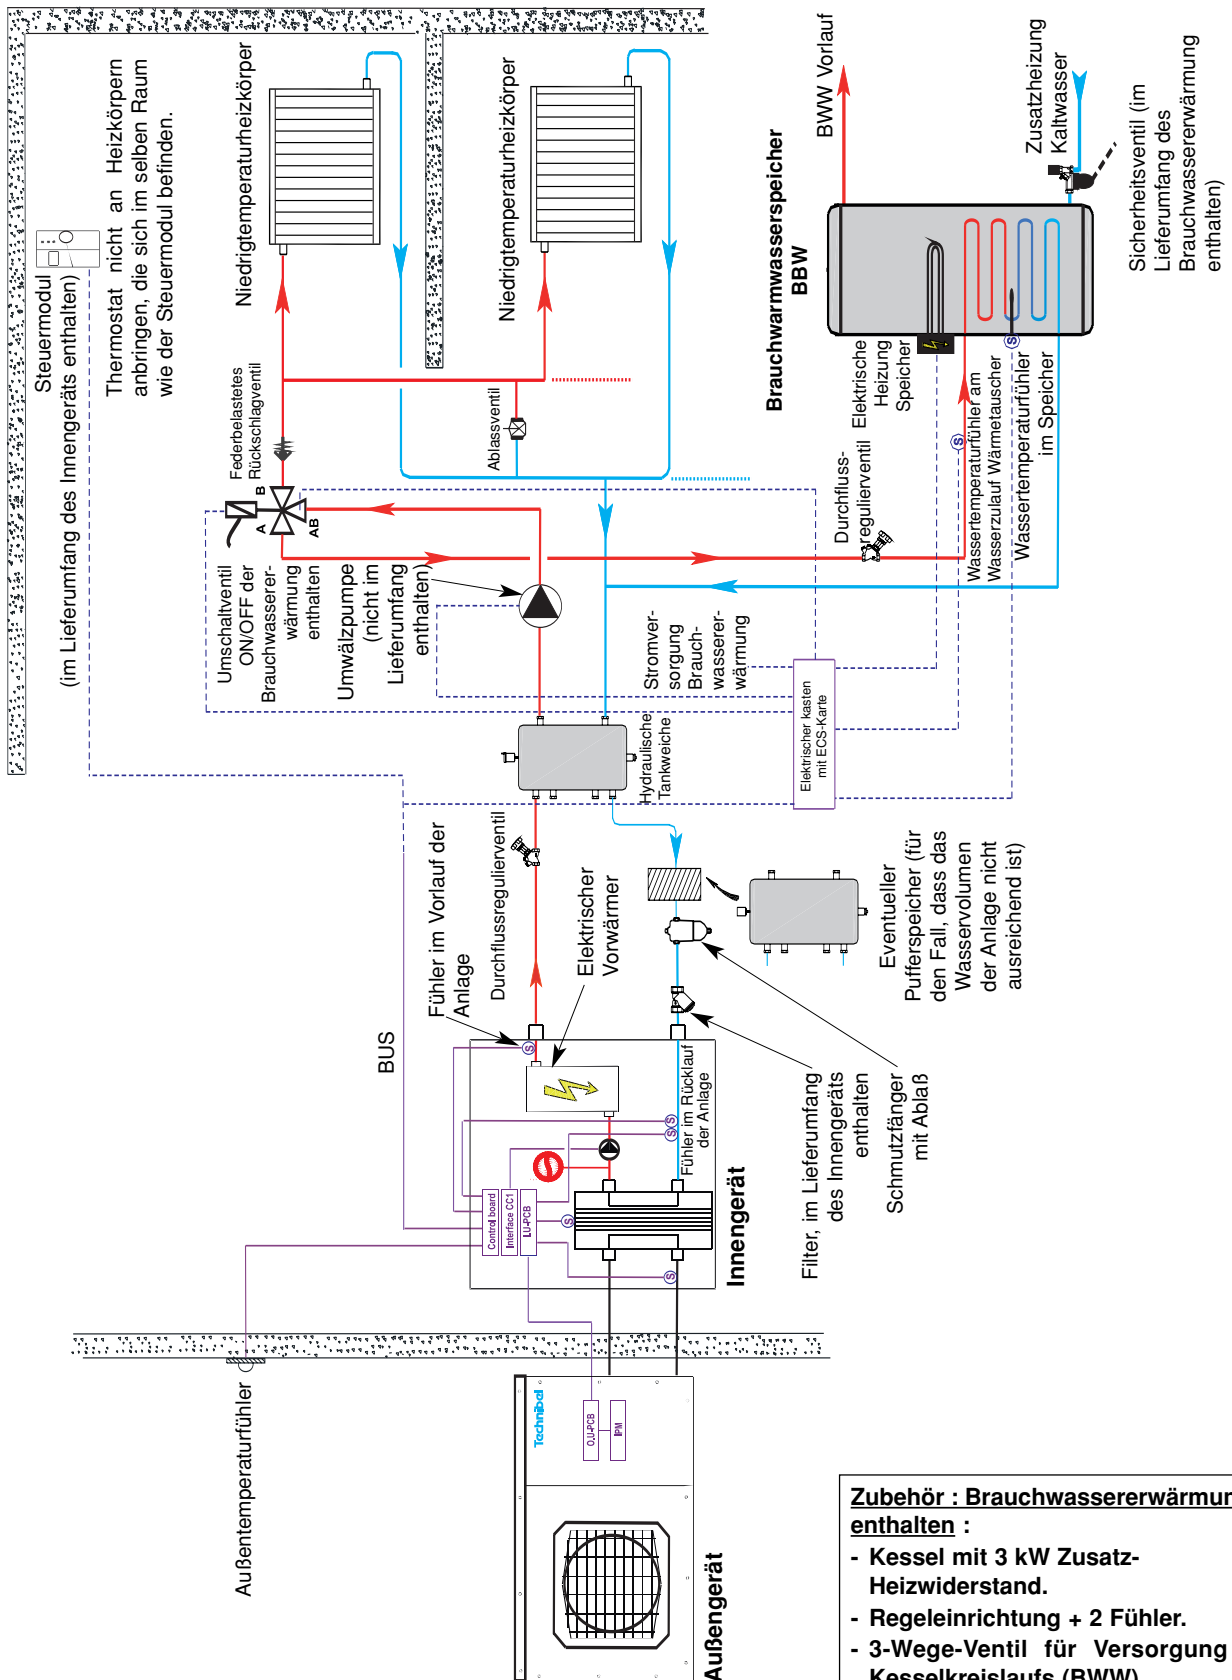 Steuermodul
(im Lieferumfang des Innengeräts enthalten)
Thermostat nicht an Heizkörpern
anbringen, die sich im selben Raum
wie der Steuermodul befinden.
Niedrigtemperaturheizkörper
Niedrigtemperaturheizkörper
Federbelastetes
Rückschlagventil
Ablassventil
A
B
AB
Umschaltventil
ON/OFF der
Brauchwasserer-
wärmung
enthalten
Umwälzpumpe
(nicht im
Lieferumfang
enthalten)
BWW Vorlauf
Zusatzheizung
Kaltwasser
Sicherheitsventil (im
Lieferumfang des
Brauchwassererwärmung
enthalten)
Brauchwarmwasserspeicher
BBW
Elektrische
Heizung
Speicher
Wassertemperaturfühler am
Wasserzulauf Wärmetauscher
Wassertemperaturfühler
im Speicher
S
S
Durchfluss-
regulierventil
Stromver-
sorgung
Brauch-
wasserer-
wärmung
Elektrischer kasten
mit ECS-Karte
Hydraulische
Tankweiche
BUS
Fühler im Vorlauf der
Anlage
Durchflussregulierventil
Elektrischer
Vorwärmer
Eventueller
Pufferspeicher (für
den Fall, dass das
Wasservolumen
der Anlage nicht
ausreichend ist)
Filter, im Lieferumfang
des Innengeräts
enthalten
Schmutzfänger
mit Ablaß
Fühler im Rücklauf
der Anlage
S
S
S
S
S
Control board
Interface CC1
I.U-PCB
Innengerät
Außentemperaturfühler
Technibel
O.U-PCB
IPM
Außengerät
Zubehör : Brauchwassererwärmun
enthalten :
- Kessel mit 3 kW Zusatz-
Heizwiderstand.
- Regeleinrichtung + 2 Fühler.
- 3-Wege-Ventil für Versorgung
Kesselkreislaufs (BWW)